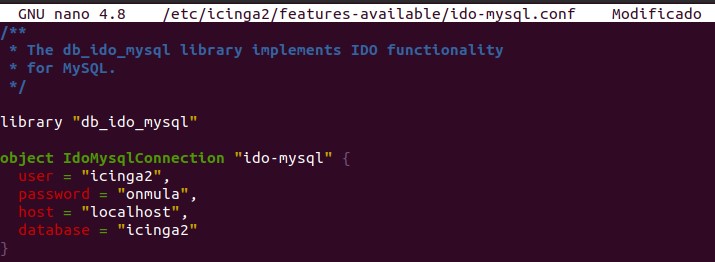 GNU nano 4.8 /etc/icinga2/features-available/ido-mysql.conf Modificado
/**
 * The db_ido_mysql library implements IDO functionality
 * for MySQL.
 */
library "db_ido_mysql"
object IdoMysqlConnection "ido-mysql" {
  user = "icinga2",
  password = "onmula",
  host = "localhost",
  database = "icinga2"
}